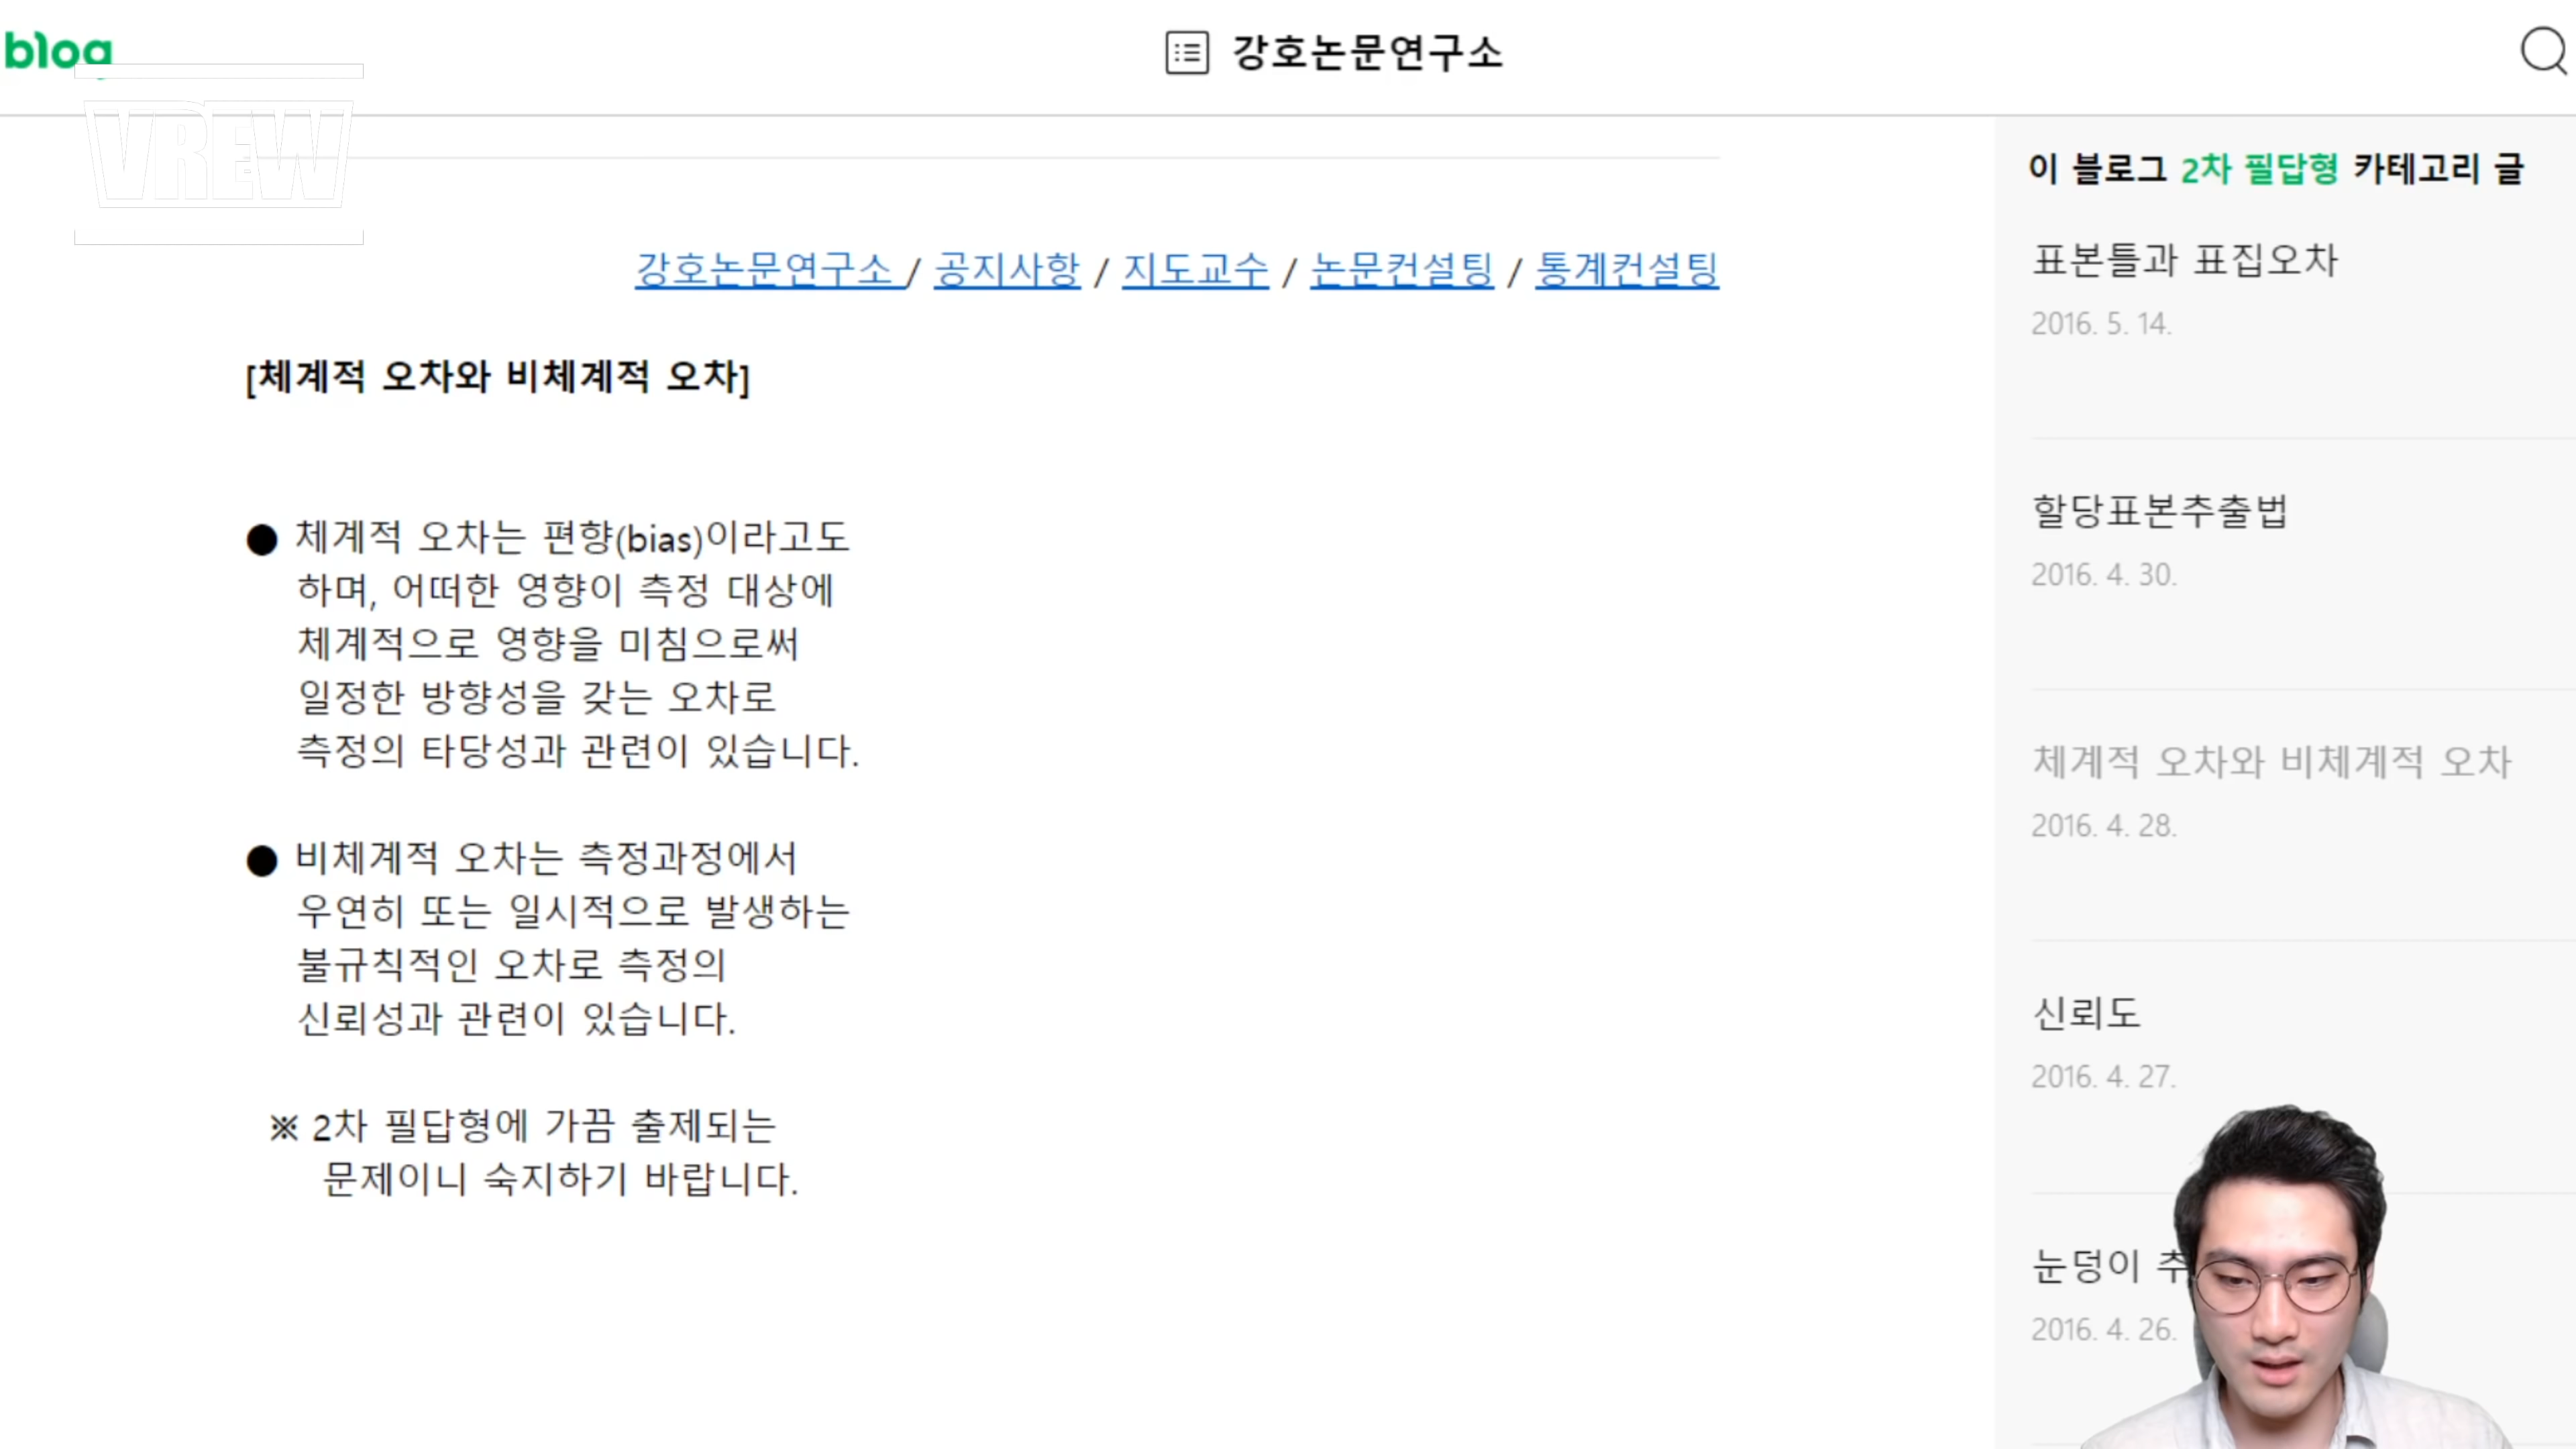 blog
강호논문연구소
VREW
강호논문연구소 / 공지사항 / 지도교수 / 논문컨설팅 / 통계컨설팅
[체계적 오차와 비체계적 오차]
● 체계적 오차는 편향(bias)이라고도
하며, 어떠한 영향이 측정 대상에
체계적으로 영향을 미침으로써
일정한 방향성을 갖는 오차로
측정의 타당성과 관련이 있습니다.
● 비체계적 오차는 측정과정에서
우연히 또는 일시적으로 발생하는
불규칙적인 오차로 측정의
신뢰성과 관련이 있습니다.
※ 2차 필답형에 가끔 출제되는
문제이니 숙지하기 바랍니다.
이 블로그 2차 필답형 카테고리 글
표본틀과 표집오차
2016. 5. 14.
할당표본추출법
2016. 4. 30.
체계적 오차와 비체계적 오차
2016. 4. 28.
신뢰도
2016. 4. 27.
눈덩이
2016. 4. 26.